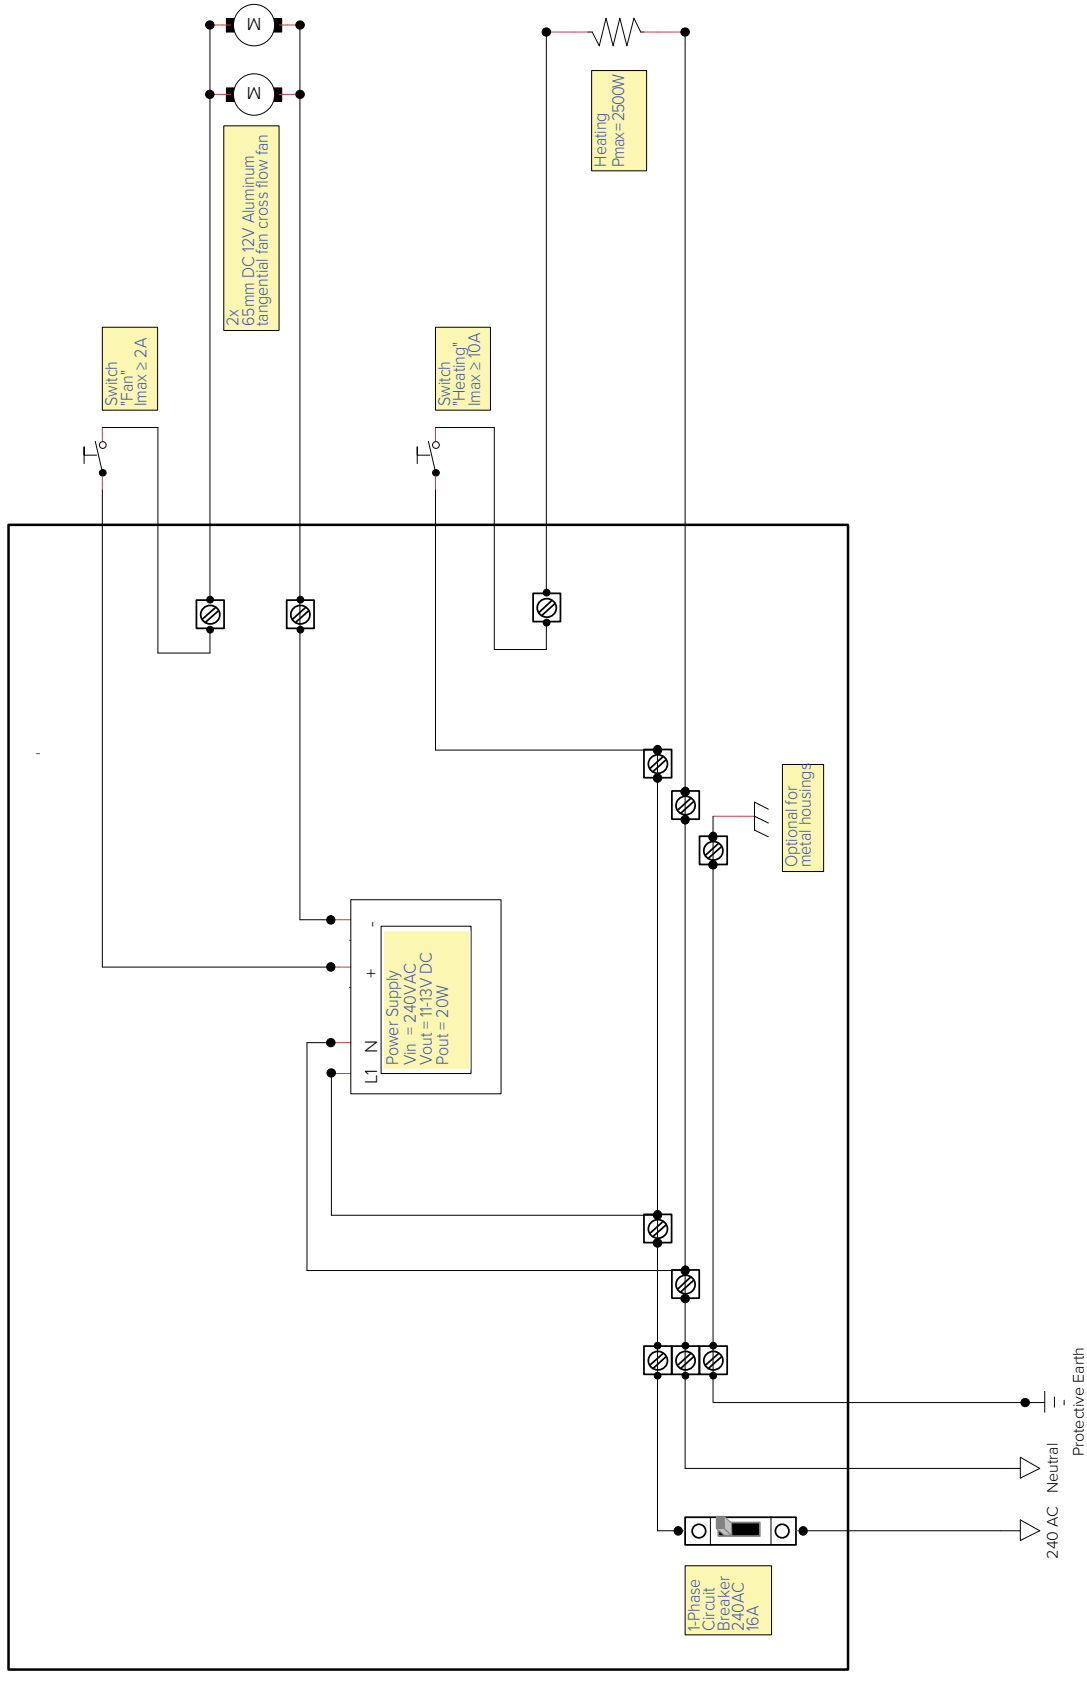 M
M
2x
65mm DC 12V Aluminum
tangential fan cross flow fan
Heating
Pmax = 2500W
Switch
"Fan"
Imax ≥ 2A
Switch
"Heating"
Imax ≥ 10A
Optional for
metal housings
L1 N + -
Power Supply
Vin = 240VAC
Vout = 11-13V DC
Pout = 20W
1-Phase
Circuit
Breaker
240AC
16A
240 AC
Neutral
Protective Earth